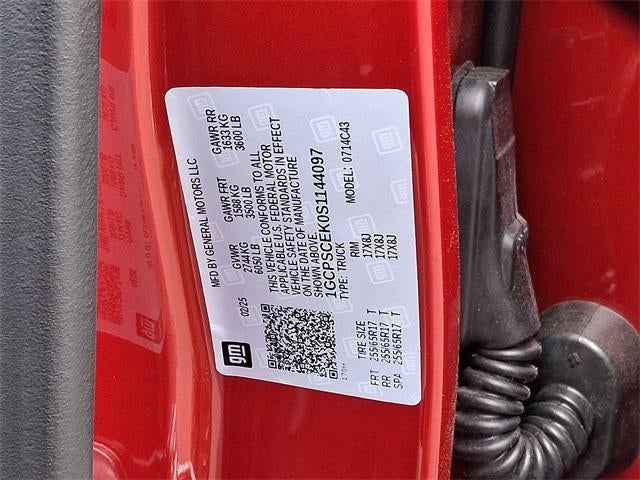 MFD BY GENERAL MOTORS LLC
02/25
GVWR GAWR FRT GAWR RR
2744 KG 1588 KG 1633 KG
6050 LB 3500 LB 3600 LB
THIS VEHICLE CONFORMS TO ALL
APPLICABLE U.S. FEDERAL MOTOR
VEHICLE SAFETY STANDARDS IN EFFECT
ON THE DATE OF MANUFACTURE
SHOWN ABOVE.
1GCPSCEK0S1144097
TYPE: TRUCK MODEL: 0714C43
TIRE SIZE RIM
FRT 255/65R17 T 17X8J
RR 255/65R17 T 17X8J
SPA 255/65R17 T 17X8J
gm